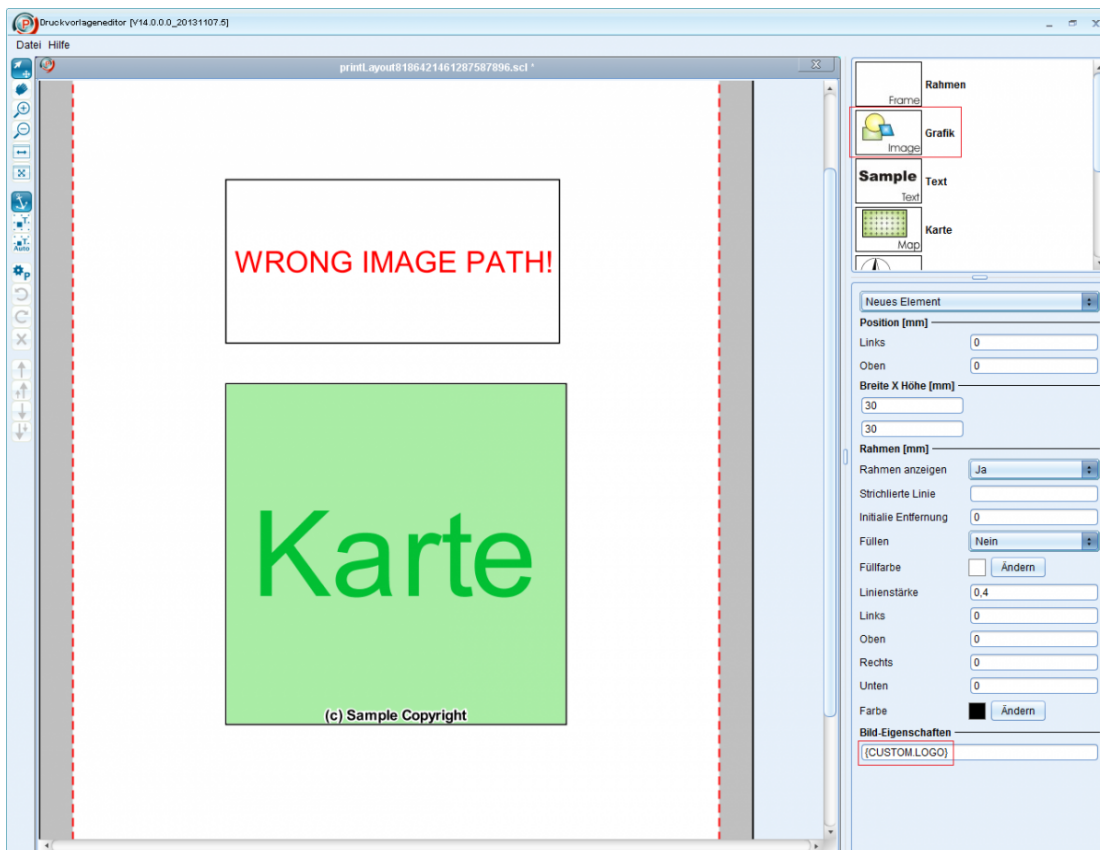 Druckvorlageneditor [V14.0.0.0_20131107.5]
Datei Hilfe
printLayout8186421461287587896.scl *
WRONG IMAGE PATH!
Karte
(c) Sample Copyright
Frame
Rahmen
Image
Grafik
Sample
Text
Text
Map
Karte
Auto
Neues Element
Position [mm]
Links 0
Oben 0
Breite X Höhe [mm]
30
30
Rahmen [mm]
Rahmen anzeigen Ja
Strichlierte Linie
Initialie Entfernung 0
Füllen Nein
Füllfarbe Ändern
Linienstärke 0,4
Links 0
Oben 0
Rechts 0
Unten 0
Farbe Ändern
Bild-Eigenschaften
{CUSTOM.LOGO}